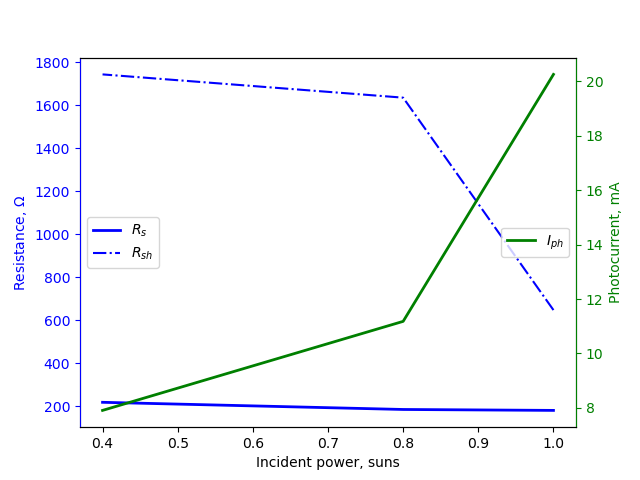 1800
1600
1400
1200
1000
800
600
400
200
Resistance, Ω
R_s
R_sh
I_ph
20
18
16
14
12
10
8
Photocurrent, mA
0.4 0.5 0.6 0.7 0.8 0.9 1.0
Incident power, suns